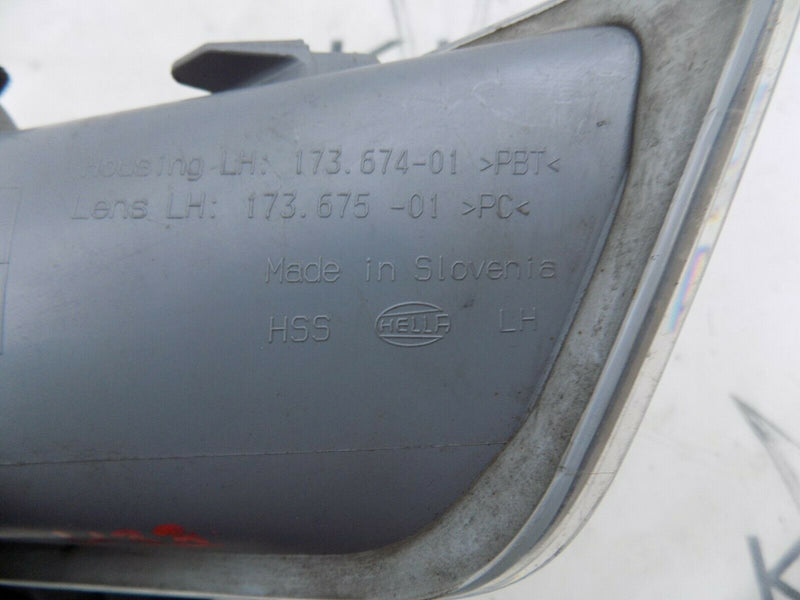 Housing LH: 173.674-01 >PBT<
Lens LH: 173.675 -01 >PC<
Made in Slovenia
HSS HELLA LH